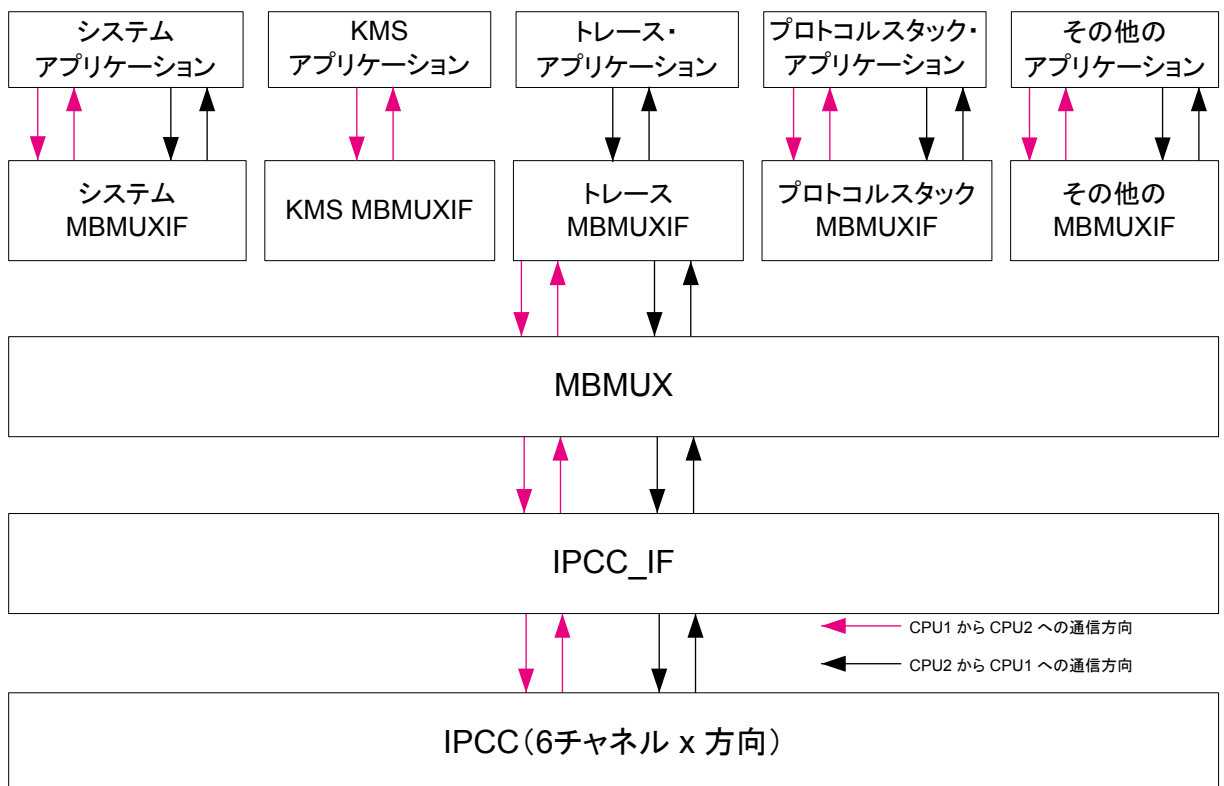 システム
アプリケーション
KMS
アプリケーション
トレース・
アプリケーション
プロトコルスタック・
アプリケーション
その他の
アプリケーション
システム
MBMUXIF
KMS MBMUXIF
トレース
MBMUXIF
プロトコルスタック
MBMUXIF
その他の
MBMUXIF
MBMUX
IPCC_IF
CPU1 から CPU2 への通信方向
CPU2 から CPU1 への通信方向
IPCC（6チャネル x 方向）